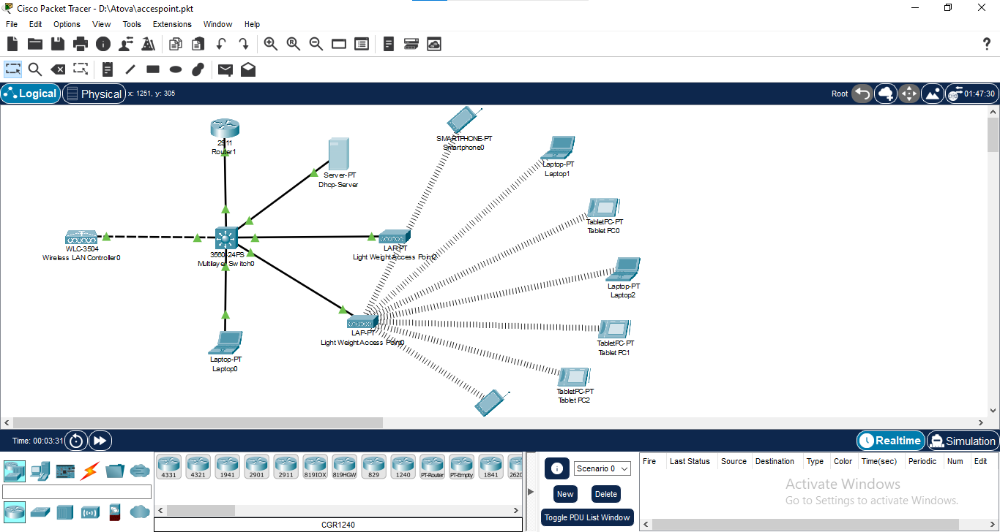 Cisco Packet Tracer - D:\Atova\accespoint.pkt
File Edit Options View Tools Extensions Window Help
Logical Physical x: 1251, y: 305 Root 01:47:30
2911
Router1
Server-PT
Dhcp-Server
SMARTPHONE-PT
Smartphone0
Laptop-PT
Laptop1
TabletPC-PT
Tablet PC0
WLC-3504
Wireless LAN Controller0
3560-24PS
Multilayer Switch0
LAP-PT
Light Weight Access Point2
Laptop-PT
Laptop2
LAP-PT
Light Weight Access Point0
TabletPC-PT
Tablet PC1
Laptop-PT
Laptop0
TabletPC-PT
Tablet PC2
Time: 00:03:31 Realtime Simulation
4331 4321 1941 2901 2911 819IOX 819HGW 829 1240 PT-Router PT-Empty 1841 2620
CGR1240
Scenario 0
New Delete
Toggle PDU List Window
Fire Last Status Source Destination Type Color Time(sec) Periodic Num Edit
Activate Windows
Go to Settings to activate Windows.